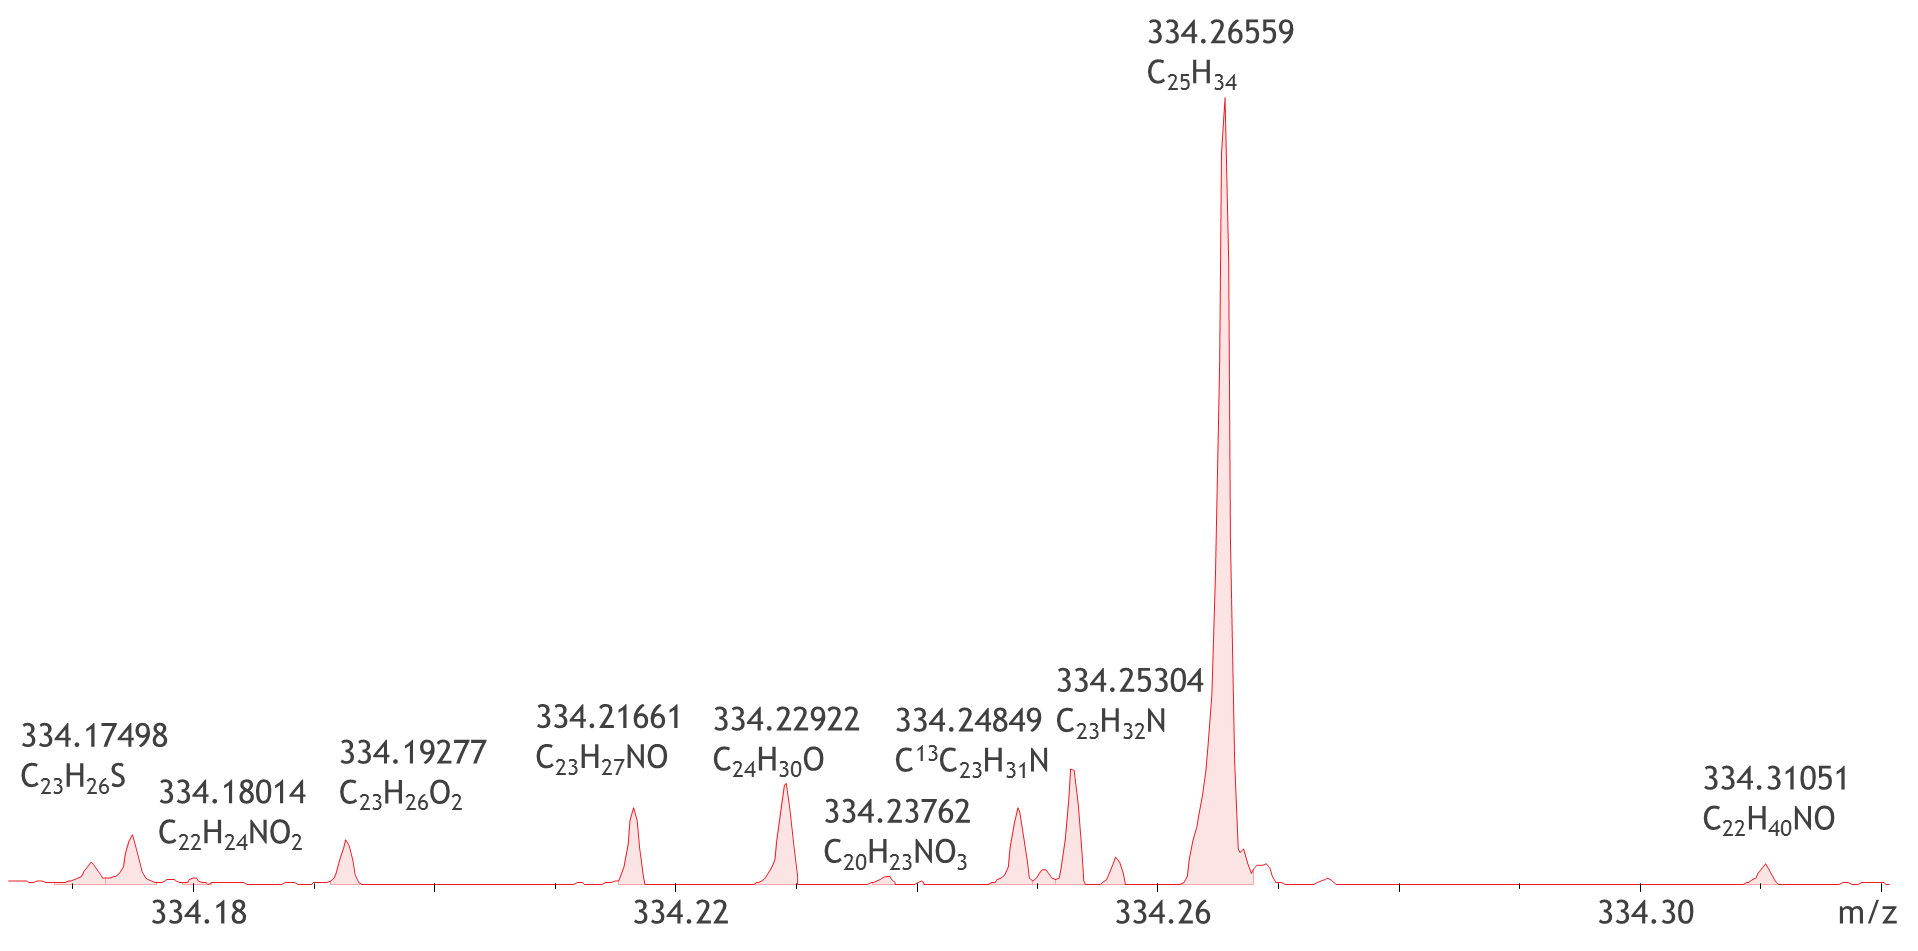 334.26559
C₂₅H₃₄
334.25304
C₂₃H₃₂N
334.21661
C₂₃H₂₇NO
334.22922
C₂₄H₃₀O
334.24849
C¹³C₂₃H₃₁N
334.17498
C₂₃H₂₆S
334.19277
C₂₃H₂₆O₂
334.18014
C₂₂H₂₄NO₂
334.23762
C₂₀H₂₃NO₃
334.31051
C₂₂H₄₀NO
334.18 334.22 334.26 334.30 m/z